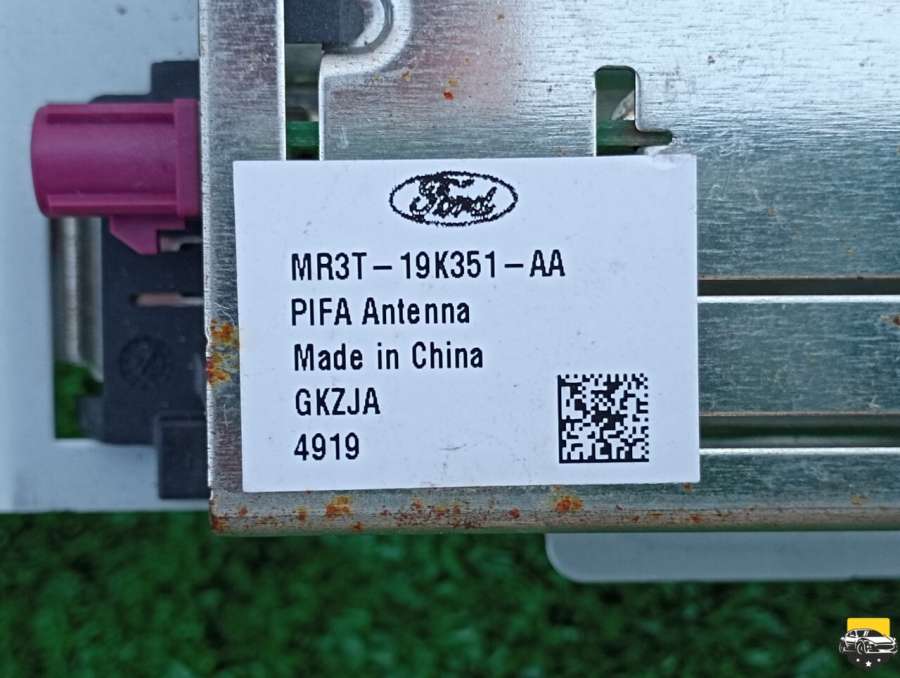 Ford
MR3T-19K351-AA
PIFA Antenna
Made in China
GKZJA
4919